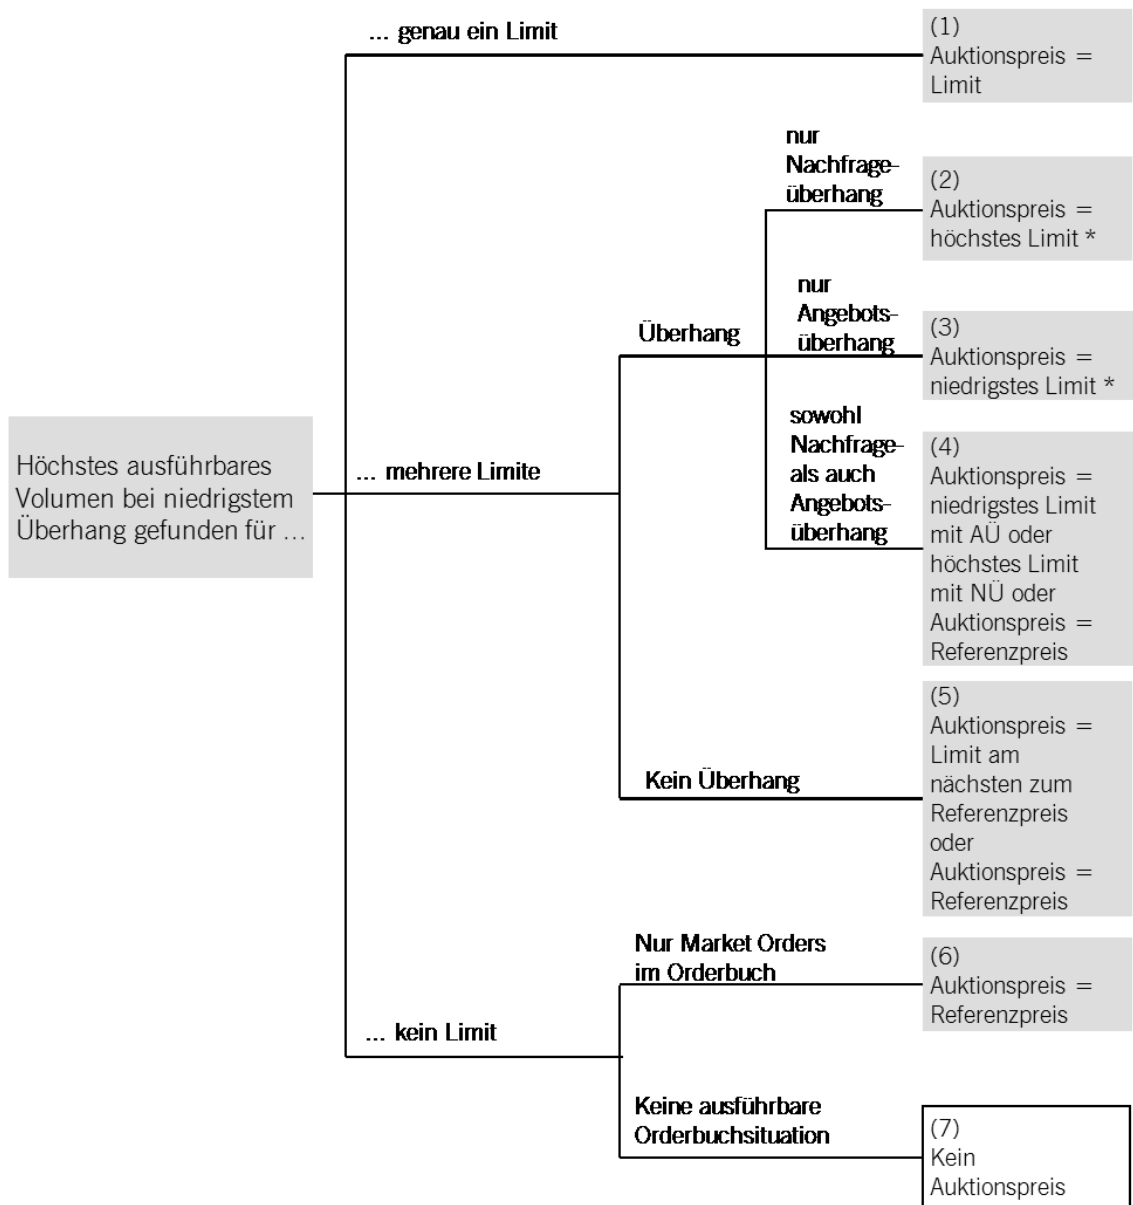 ... genau ein Limit
(1)
Auktionspreis =
Limit
nur
Nachfrage-
überhang
(2)
Auktionspreis =
höchstes Limit *
nur
Angebots-
überhang
Überhang
(3)
Auktionspreis =
niedrigstes Limit *
sowohl
Nachfrage-
als auch
Angebots-
überhang
(4)
Auktionspreis =
niedrigstes Limit
mit AÜ oder
höchstes Limit
mit NÜ oder
Auktionspreis =
Referenzpreis
Höchstes ausführbares
Volumen bei niedrigstem
Überhang gefunden für ...
... mehrere Limite
Kein Überhang
(5)
Auktionspreis =
Limit am
nächsten zum
Referenzpreis
oder
Auktionspreis =
Referenzpreis
Nur Market Orders
im Orderbuch
(6)
Auktionspreis =
Referenzpreis
... kein Limit
Keine ausführbare
Orderbuchsituation
(7)
Kein
Auktionspreis